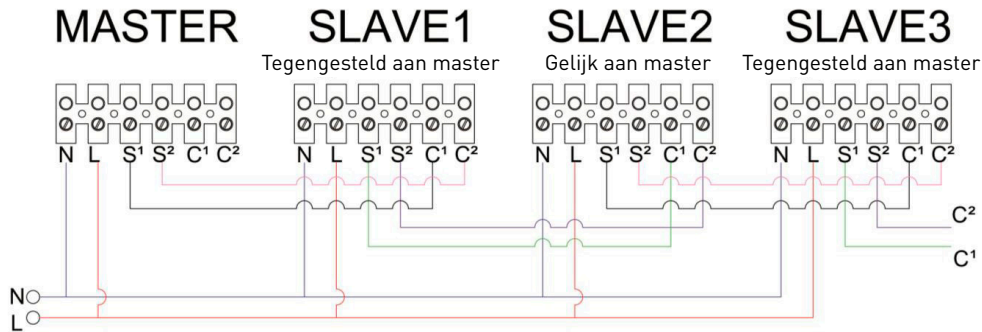 MASTER SLAVE1 SLAVE2 SLAVE3
Tegengesteld aan master Gelijk aan master Tegengesteld aan master
N L S¹ S² C¹ C² N L S¹ S² C¹ C² N L S¹ S² C¹ C² N L S¹ S² C¹ C²
C²
C¹
N
L